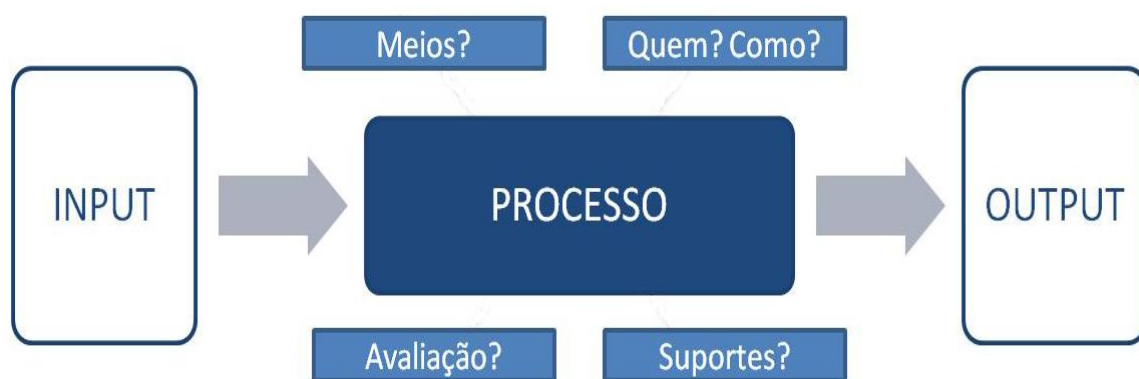 Meios?
Quem? Como?
INPUT
PROCESSO
OUTPUT
Avaliação?
Suportes?